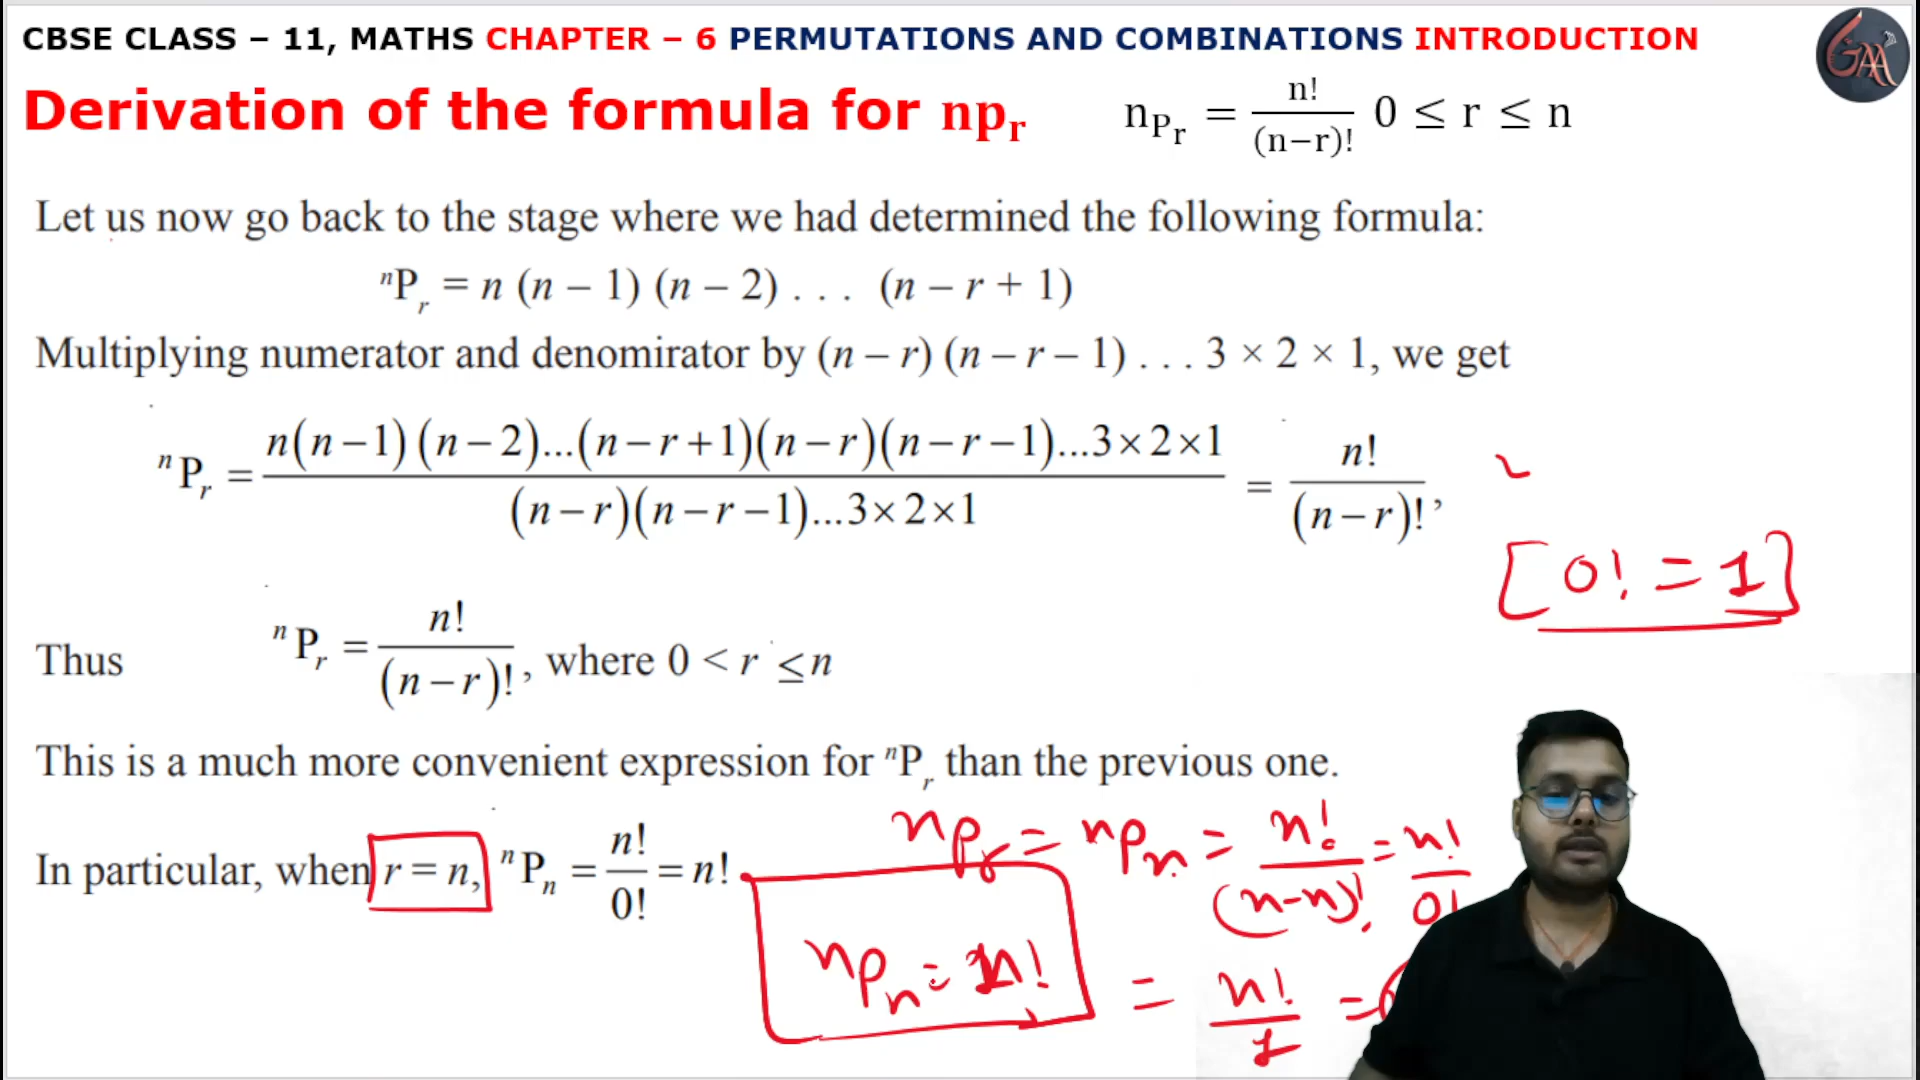 CBSE CLASS – 11, MATHS CHAPTER – 6 PERMUTATIONS AND COMBINATIONS INTRODUCTION
Derivation of the formula for npᵣ n_Pᵣ = n!/(n−r)! 0 ≤ r ≤ n
Let us now go back to the stage where we had determined the following formula:
ⁿPᵣ = n (n – 1) (n – 2) . . . (n – r + 1)
Multiplying numerator and denomirator by (n – r) (n – r – 1) . . . 3 × 2 × 1, we get
ⁿPᵣ = n(n−1)(n−2)...(n−r+1)(n−r)(n−r−1)...3×2×1 / (n−r)(n−r−1)...3×2×1 = n!/(n−r)!,
[0! = 1]
Thus ⁿPᵣ = n!/(n−r)!, where 0 < r ≤ n
This is a much more convenient expression for ⁿPᵣ than the previous one.
In particular, when r = n, ⁿPₙ = n!/0! = n!
nPᵣ = nPₙ = n!/(n-n)! = n!/0!
nPₙ = n!
= n!/1 =